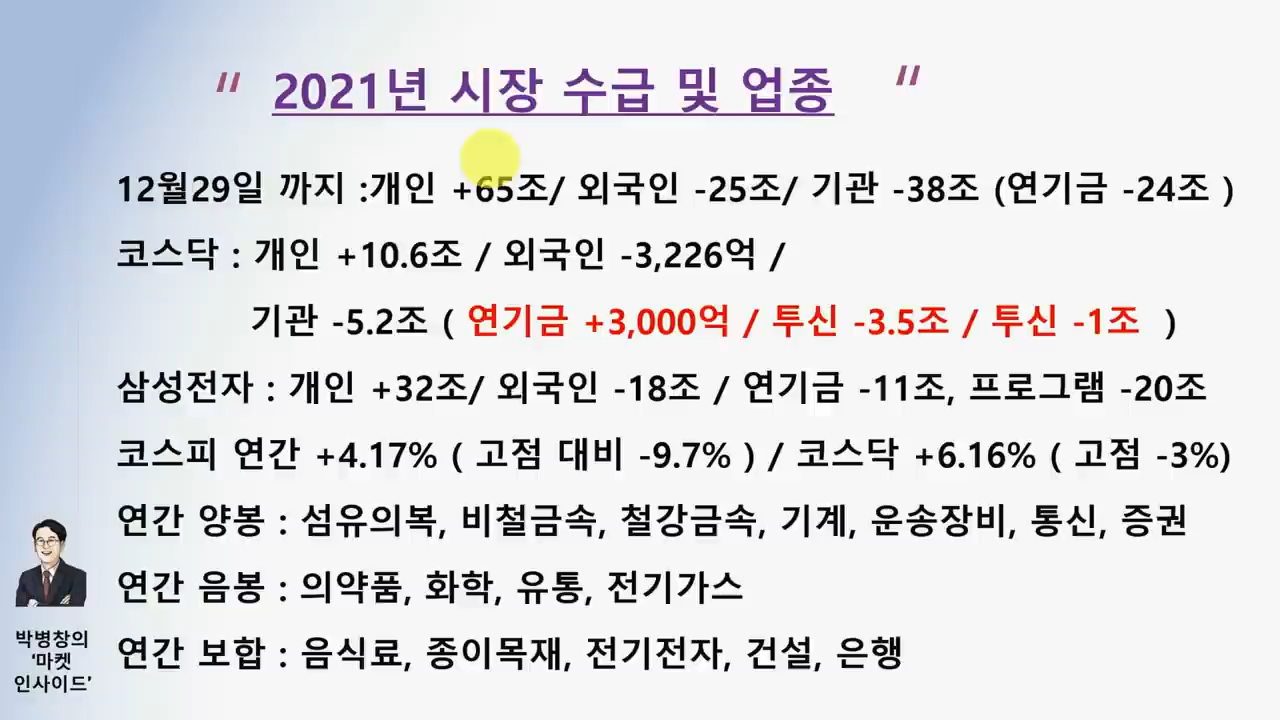 " 2021년 시장 수급 및 업종 "
12월29일 까지 :개인 +65조/ 외국인 -25조/ 기관 -38조 (연기금 -24조 )
코스닥 : 개인 +10.6조 / 외국인 -3,226억 /
기관 -5.2조 ( 연기금 +3,000억 / 투신 -3.5조 / 투신 -1조 )
삼성전자 : 개인 +32조/ 외국인 -18조 / 연기금 -11조, 프로그램 -20조
코스피 연간 +4.17% ( 고점 대비 -9.7% ) / 코스닥 +6.16% ( 고점 -3%)
연간 양봉 : 섬유의복, 비철금속, 철강금속, 기계, 운송장비, 통신, 증권
연간 음봉 : 의약품, 화학, 유통, 전기가스
연간 보합 : 음식료, 종이목재, 전기전자, 건설, 은행
박병창의
‘마켓
인사이드’